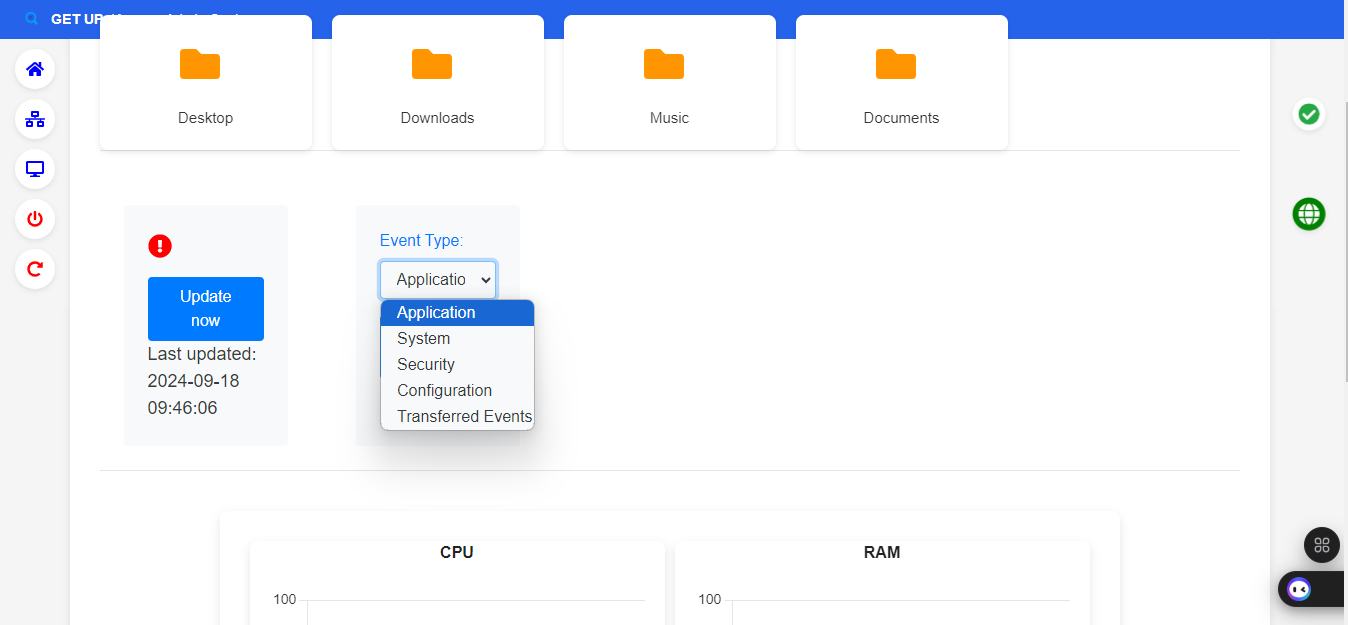 GET UP
Desktop
Downloads
Music
Documents
Event Type:
Applicatio
Update
now
Application
System
Security
Configuration
Transferred Events
Last updated:
2024-09-18
09:46:06
CPU
RAM
100
100